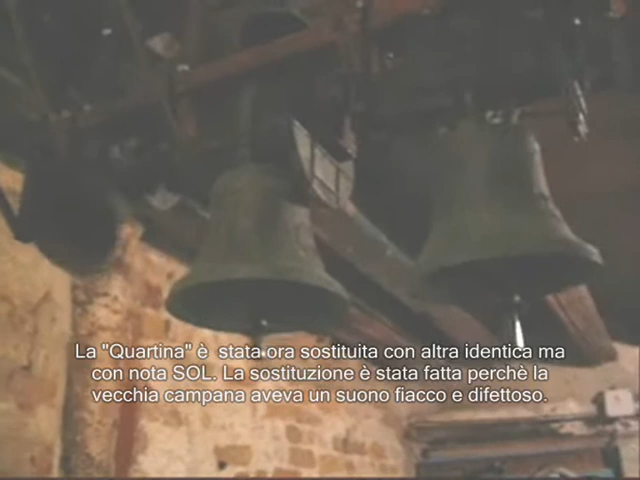 La "Quartina" è  stata ora sostituita con altra identica ma
con nota SOL. La sostituzione è stata fatta perchè la
vecchia campana aveva un suono fiacco e difettoso.